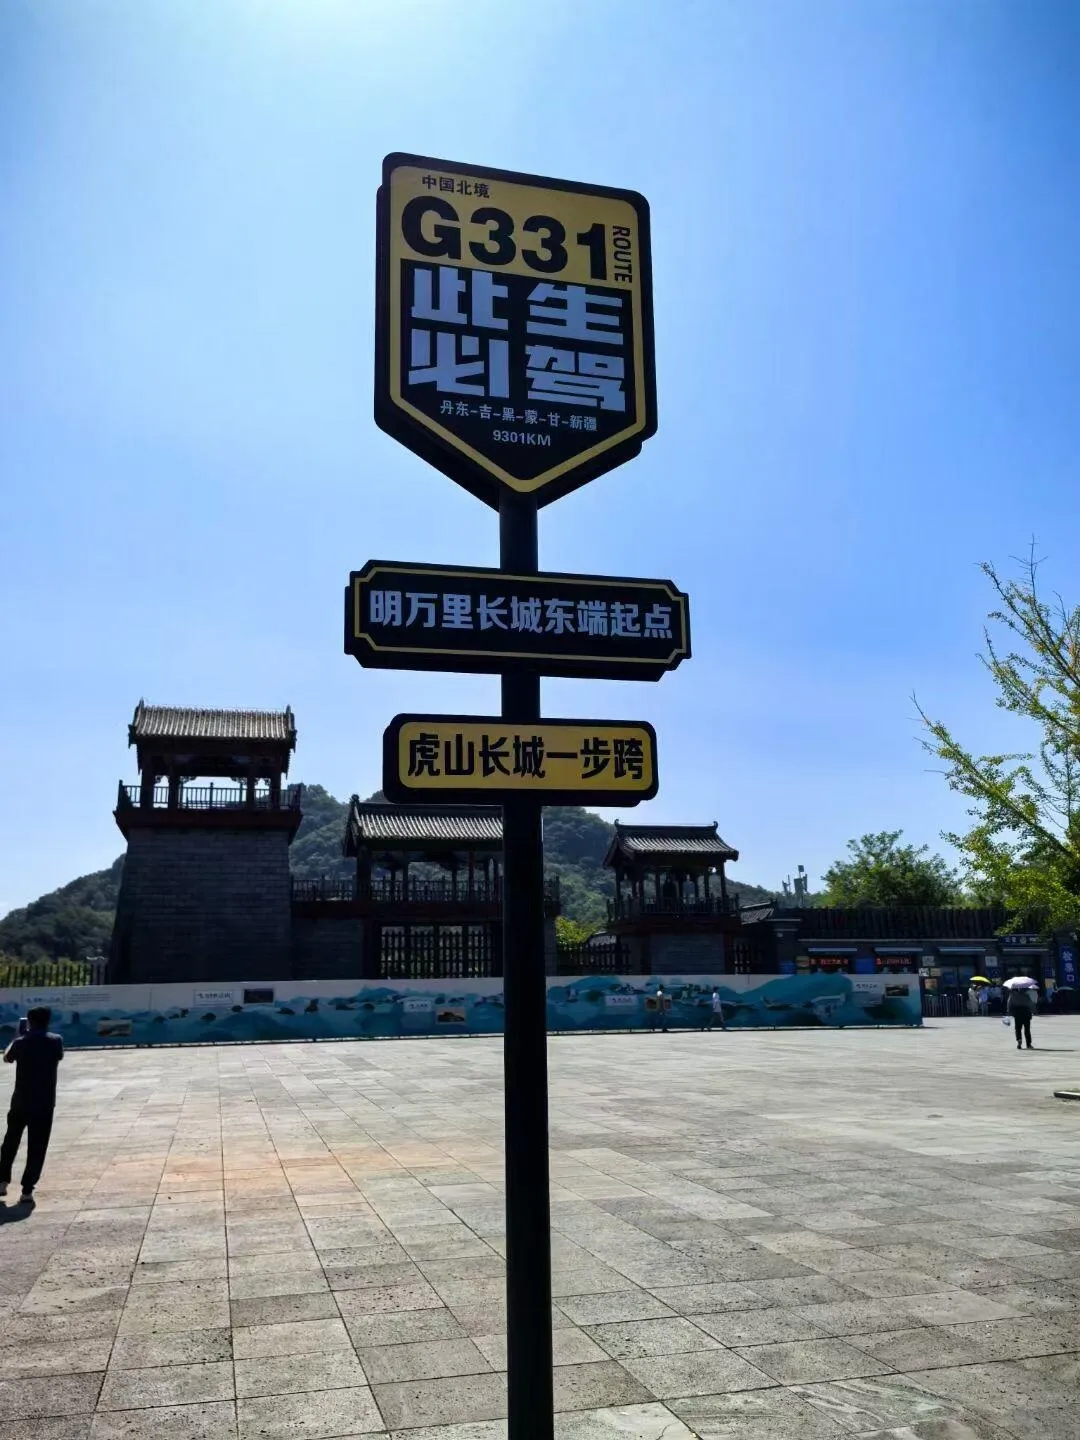 中国北境
G331
ROUTE
此生
必驾
丹东-吉-黑-蒙-甘-新疆
9301KM
明万里长城东端起点
虎山长城一步跨